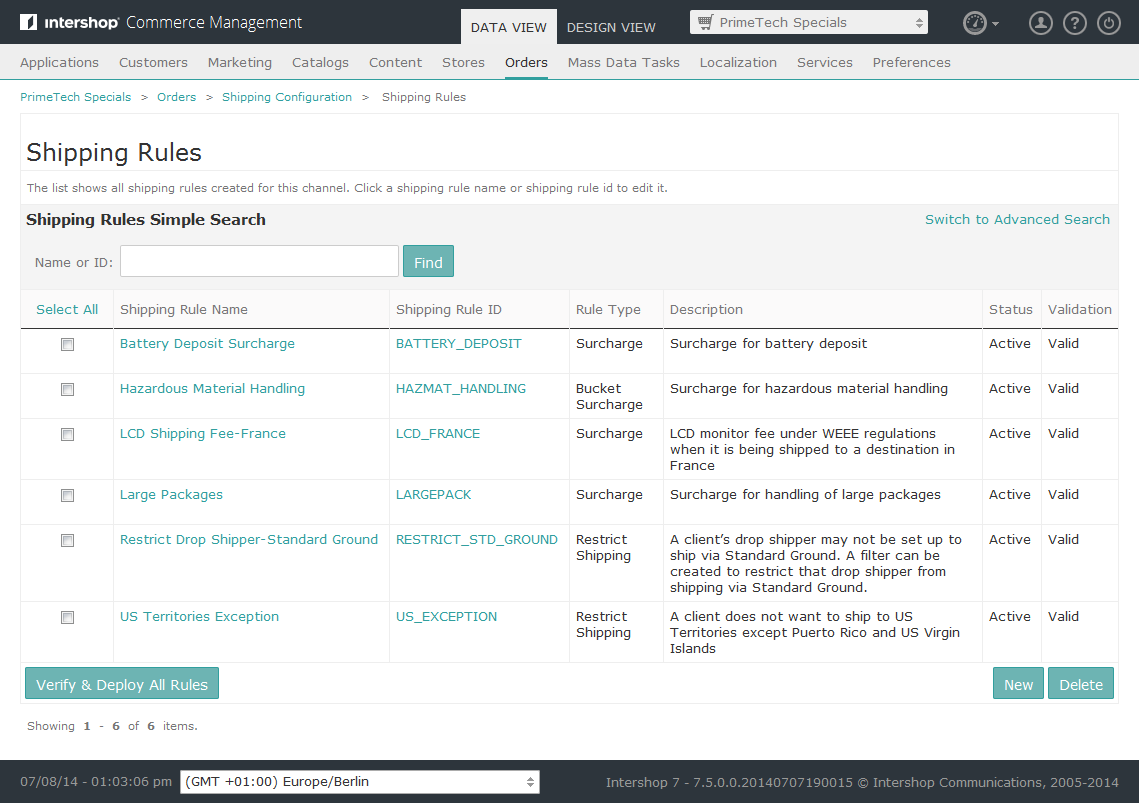 intershop® Commerce Management
DATA VIEW DESIGN VIEW PrimeTech Specials
Applications Customers Marketing Catalogs Content Stores Orders Mass Data Tasks Localization Services Preferences
PrimeTech Specials > Orders > Shipping Configuration > Shipping Rules
Shipping Rules
The list shows all shipping rules created for this channel. Click a shipping rule name or shipping rule id to edit it.
Shipping Rules Simple Search Switch to Advanced Search
Name or ID: Find
Select All Shipping Rule Name Shipping Rule ID Rule Type Description Status Validation
Battery Deposit Surcharge BATTERY_DEPOSIT Surcharge Surcharge for battery deposit Active Valid
Hazardous Material Handling HAZMAT_HANDLING Bucket Surcharge for hazardous material handling Active Valid
Surcharge
LCD Shipping Fee-France LCD_FRANCE Surcharge LCD monitor fee under WEEE regulations Active Valid
when it is being shipped to a destination in
France
Large Packages LARGEPACK Surcharge Surcharge for handling of large packages Active Valid
Restrict Drop Shipper-Standard Ground RESTRICT_STD_GROUND Restrict A client’s drop shipper may not be set up to Active Valid
Shipping ship via Standard Ground. A filter can be
created to restrict that drop shipper from
shipping via Standard Ground.
US Territories Exception US_EXCEPTION Restrict A client does not want to ship to US Active Valid
Shipping Territories except Puerto Rico and US Virgin
Islands
Verify & Deploy All Rules New Delete
Showing 1 - 6 of 6 items.
07/08/14 - 01:03:06 pm (GMT +01:00) Europe/Berlin Intershop 7 - 7.5.0.0.20140707190015 © Intershop Communications, 2005-2014